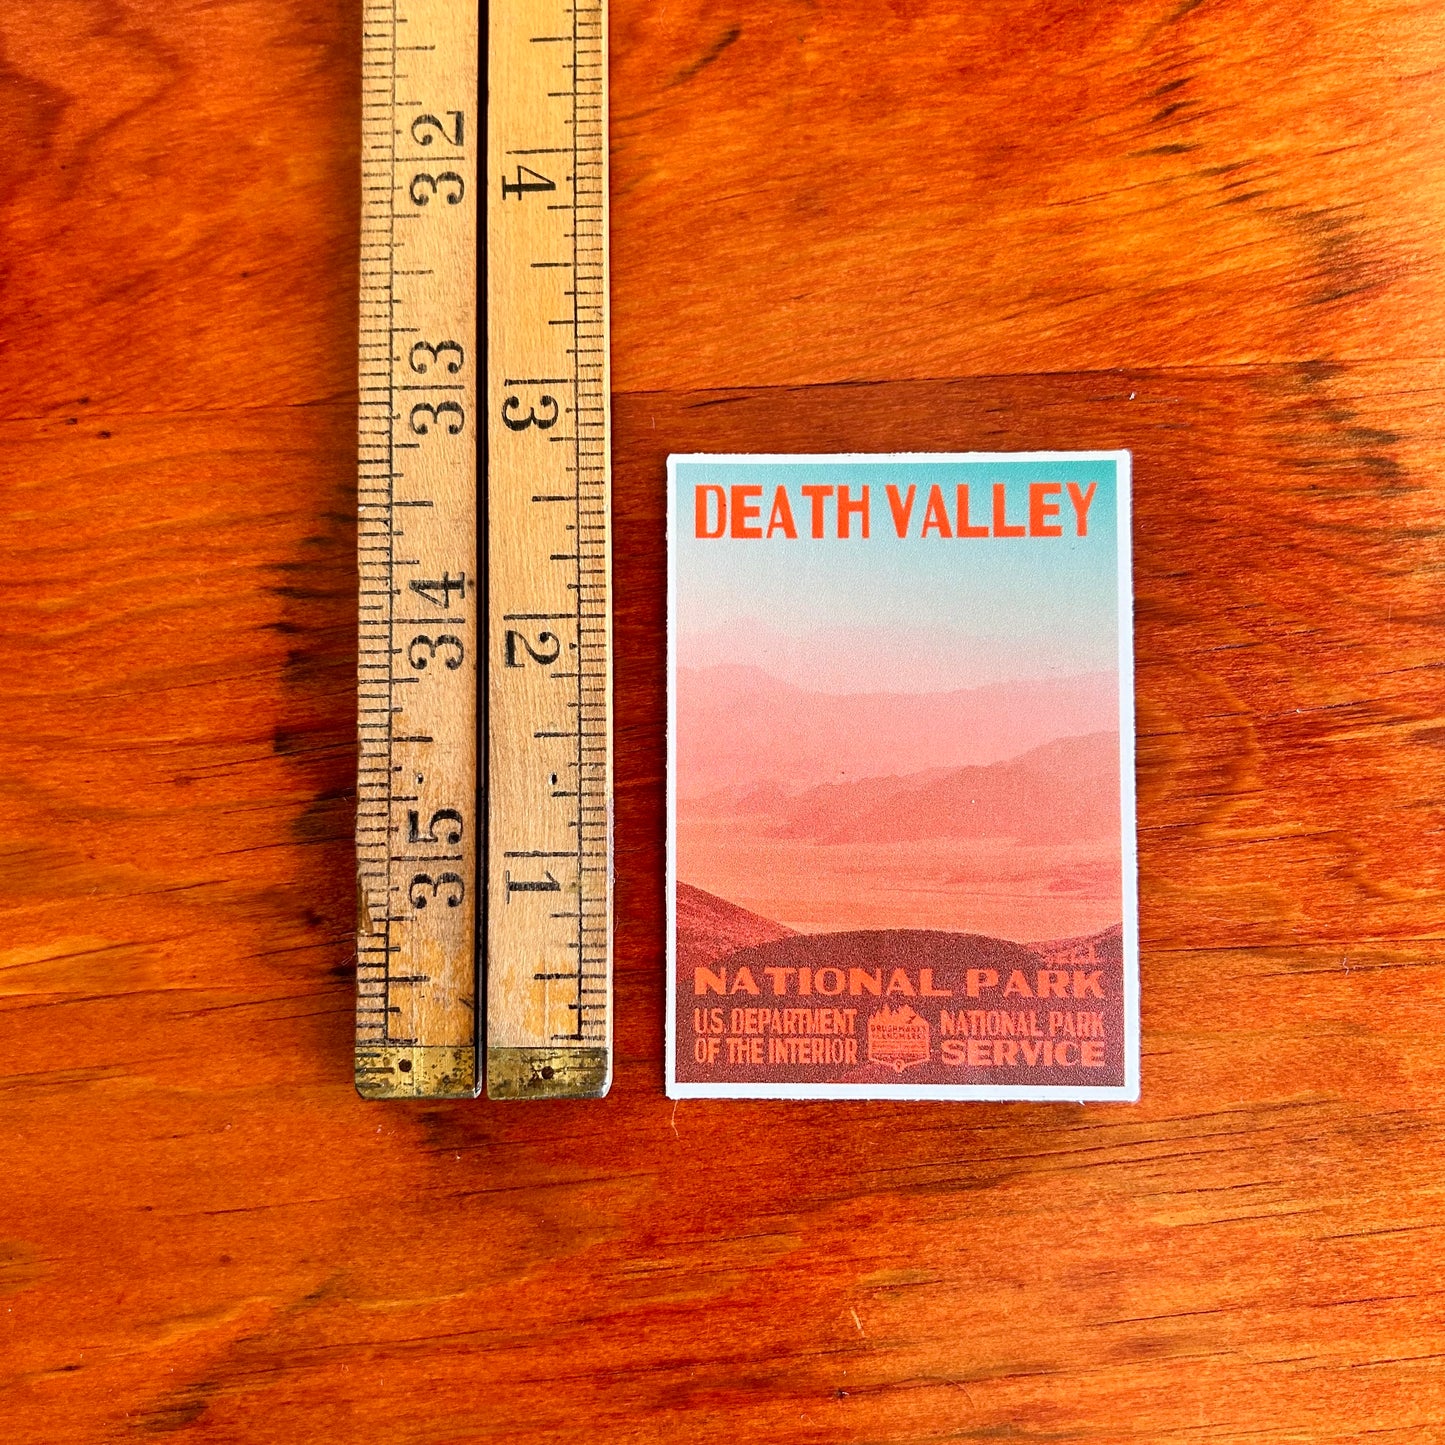 32
33
34
35
4
3
2
1
DEATH VALLEY
NATIONAL PARK
U.S. DEPARTMENT
OF THE INTERIOR
NATIONAL PARK
SERVICE